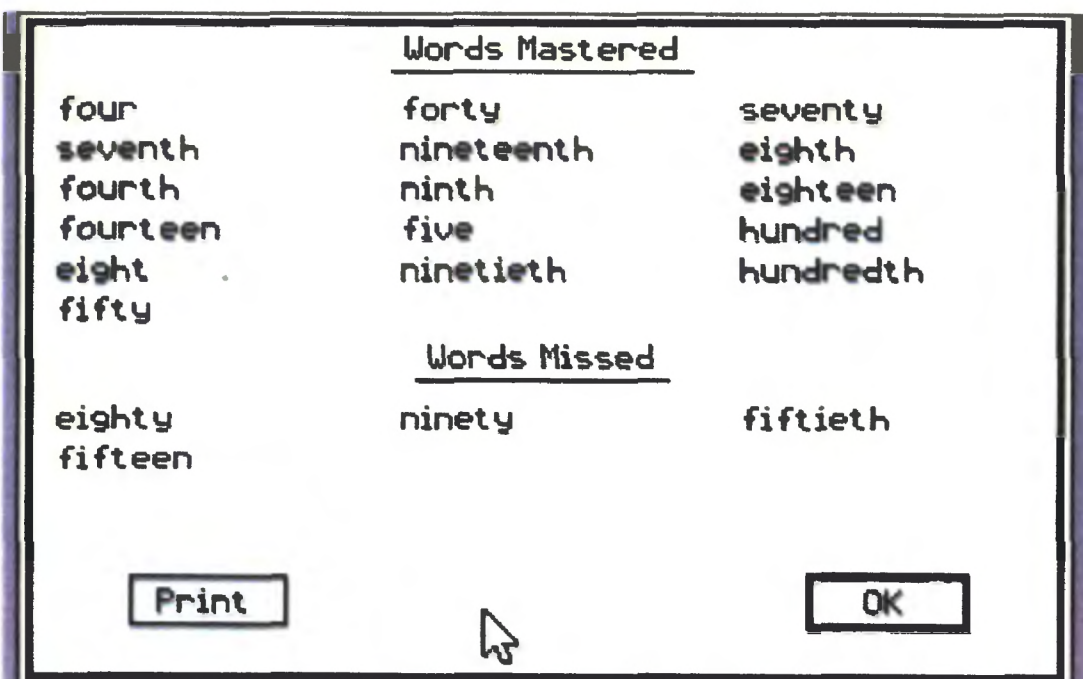 Words Mastered
four forty seventy
seventh nineteenth eighth
fourth ninth eighteen
fourteen five hundred
eight ninetieth hundredth
fifty
Words Missed
eighty ninety fiftieth
fifteen
Print OK